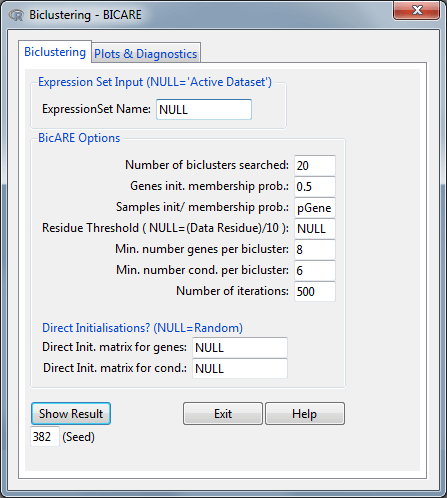 Biclustering - BICARE
Biclustering Plots & Diagnostics
Expression Set Input (NULL='Active Dataset')
ExpressionSet Name: NULL
BicARE Options
Number of biclusters searched: 20
Genes init. membership prob.: 0.5
Samples init/ membership prob.: pGene
Residue Threshold ( NULL=(Data Residue)/10 ): NULL
Min. number genes per bicluster: 8
Min. number cond. per bicluster: 6
Number of iterations: 500
Direct Initialisations? (NULL=Random)
Direct Init. matrix for genes: NULL
Direct Init. matrix for cond.: NULL
Show Result Exit Help
382 (Seed)